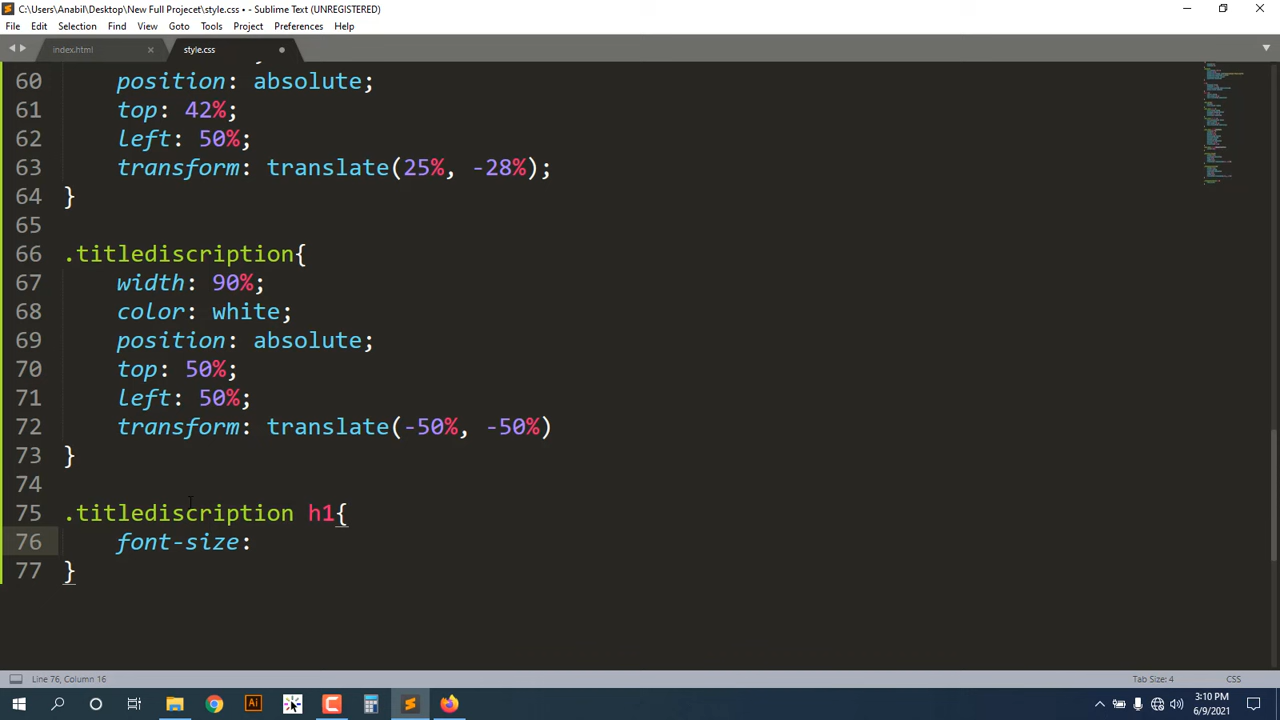 C:\Users\Anabil\Desktop\New Full Projecet\style.css • - Sublime Text (UNREGISTERED)
File Edit Selection Find View Goto Tools Project Preferences Help
index.html style.css
60 position: absolute;
61 top: 42%;
62 left: 50%;
63 transform: translate(25%, -28%);
64 }
65
66 .titlediscription{
67 width: 90%;
68 color: white;
69 position: absolute;
70 top: 50%;
71 left: 50%;
72 transform: translate(-50%, -50%)
73 }
74
75 .titlediscription h1{
76 font-size:
77 }
Line 76, Column 16 Tab Size: 4 CSS
Ai 3:10 PM
6/9/2021